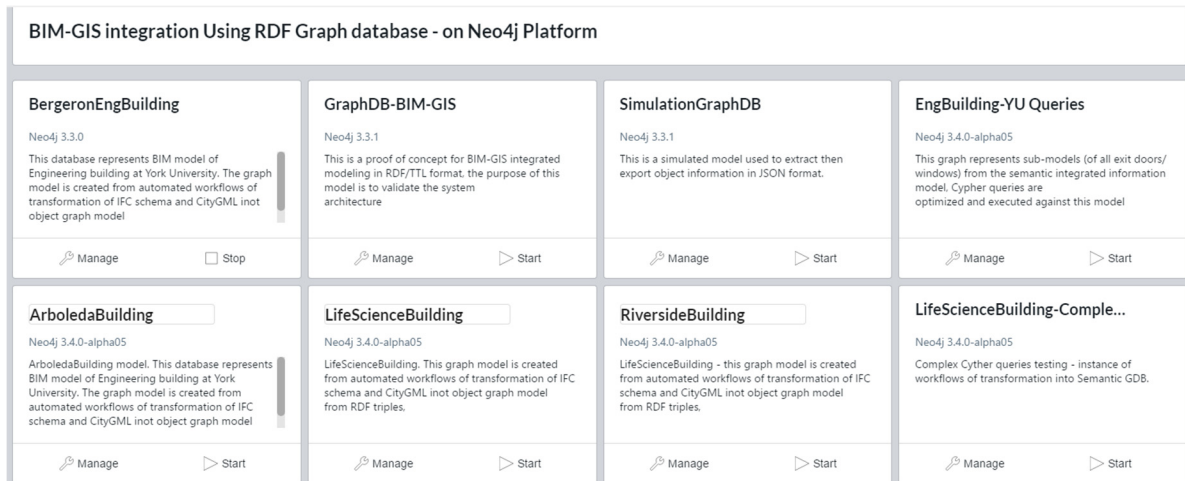 BIM-GIS integration Using RDF Graph database - on Neo4j Platform
BergeronEngBuilding
Neo4j 3.3.0
This database represents BIM model of
Engineering building at York University. The graph
model is created from automated workflows of
transformation of IFC schema and CityGML inot
object graph model
Manage
Stop
GraphDB-BIM-GIS
Neo4j 3.3.1
This is a proof of concept for BIM-GIS integrated
modeling in RDF/TTL format, the purpose of this
model is to validate the system
architecture
Manage
Start
SimulationGraphDB
Neo4j 3.3.1
This is a simulated model used to extract then
export object information in JSON format.
Manage
Start
EngBuilding-YU Queries
Neo4j 3.4.0-alpha05
This graph represents sub-models (of all exit doors/
windows) from the semantic integrated information
model, Cypher queries are
optimized and executed against this model
Manage
Start
ArboledaBuilding
Neo4j 3.4.0-alpha05
ArboledaBuilding model. This database represents
BIM model of Engineering building at York
University. The graph model is created from
automated workflows of transformation of IFC
schema and CityGML inot object graph model
Manage
Start
LifeScienceBuilding
Neo4j 3.4.0-alpha05
LifeScienceBuilding. This graph model is created
from automated workflows of transformation of IFC
schema and CityGML inot object graph model
from RDF triples,
Manage
Start
RiversideBuilding
Neo4j 3.4.0-alpha05
LifeScienceBuilding - this graph model is created
from automated workflows of transformation of IFC
schema and CityGML inot object graph model
from RDF triples,
Manage
Start
LifeScienceBuilding-Comple...
Neo4j 3.4.0-alpha05
Complex Cyther queries testing - instance of
workflows of transformation into Semantic GDB.
Manage
Start